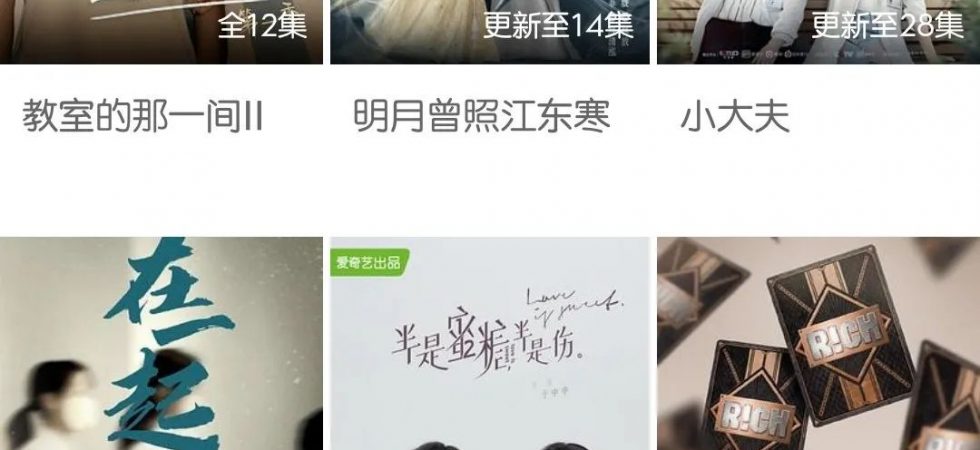 全12集
更新至14集
更新至28集
教室的那一间II
明月曾照江东寒
小大夫
在一起
爱奇艺出品
Love
is sweet.
半是蜜糖,半是伤。
R!CH
R!CH
R!CH